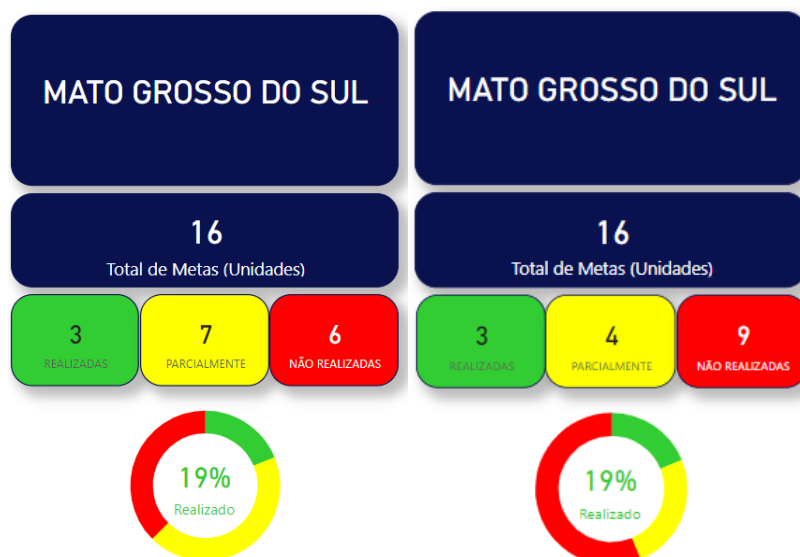 MATO GROSSO DO SUL
16
Total de Metas (Unidades)
3
REALIZADAS
7
PARCIALMENTE
6
NÃO REALIZADAS
19%
Realizado
MATO GROSSO DO SUL
16
Total de Metas (Unidades)
3
REALIZADAS
4
PARCIALMENTE
9
NÃO REALIZADAS
19%
Realizado